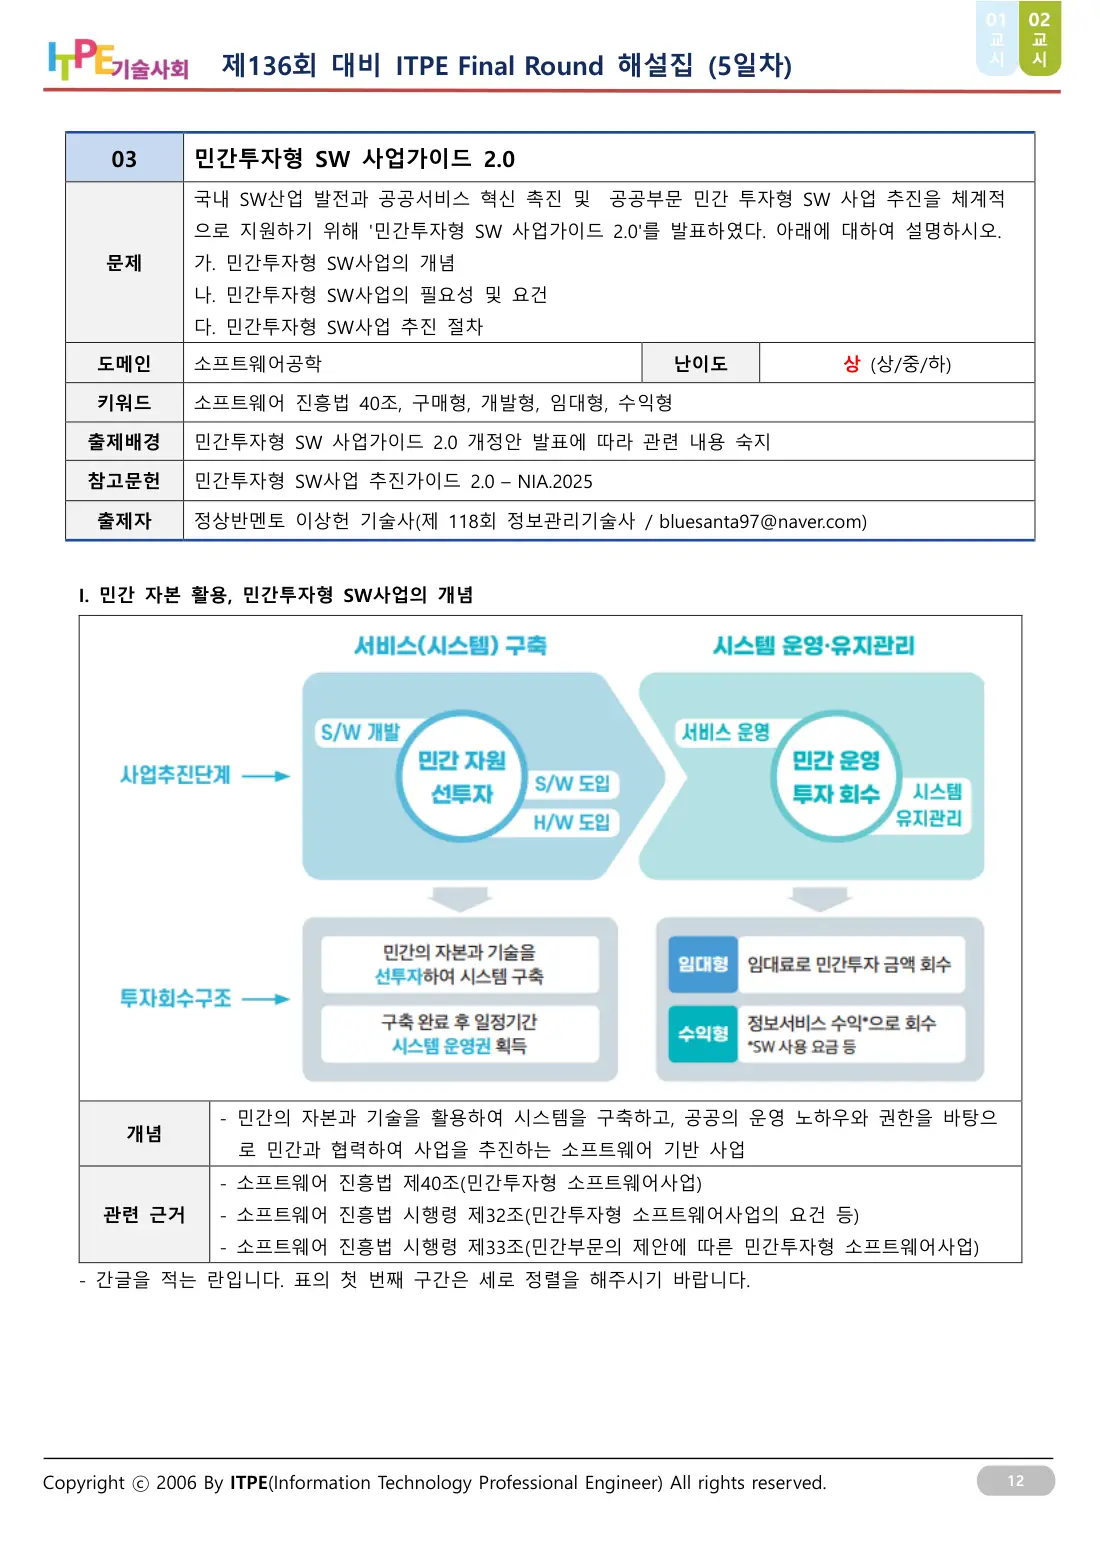 01
교
시
02
교
시
ITPE기술사회
제136회 대비 ITPE Final Round 해설집 (5일차)
03
민간투자형 SW 사업가이드 2.0
문제
국내 SW산업 발전과 공공서비스 혁신 촉진 및 공공부문 민간 투자형 SW 사업 추진을 체계적
으로 지원하기 위해 '민간투자형 SW 사업가이드 2.0'를 발표하였다. 아래에 대하여 설명하시오.
가. 민간투자형 SW사업의 개념
나. 민간투자형 SW사업의 필요성 및 요건
다. 민간투자형 SW사업 추진 절차
도메인
소프트웨어공학
난이도
상 (상/중/하)
키워드
소프트웨어 진흥법 40조, 구매형, 개발형, 임대형, 수익형
출제배경
민간투자형 SW 사업가이드 2.0 개정안 발표에 따라 관련 내용 숙지
참고문헌
민간투자형 SW사업 추진가이드 2.0 – NIA.2025
출제자
정상반멘토 이상헌 기술사(제 118회 정보관리기술사 / bluesanta97@naver.com)
I. 민간 자본 활용, 민간투자형 SW사업의 개념
서비스(시스템) 구축
시스템 운영·유지관리
사업추진단계
S/W 개발
민간 자원
선투자
S/W 도입
H/W 도입
서비스 운영
민간 운영
투자 회수
시스템
유지관리
투자회수구조
민간의 자본과 기술을
선투자하여 시스템 구축
구축 완료 후 일정기간
시스템 운영권 획득
임대형
임대료로 민간투자 금액 회수
수익형
정보서비스 수익*으로 회수
*SW 사용 요금 등
개념
- 민간의 자본과 기술을 활용하여 시스템을 구축하고, 공공의 운영 노하우와 권한을 바탕으
로 민간과 협력하여 사업을 추진하는 소프트웨어 기반 사업
관련 근거
- 소프트웨어 진흥법 제40조(민간투자형 소프트웨어사업)
- 소프트웨어 진흥법 시행령 제32조(민간투자형 소프트웨어사업의 요건 등)
- 소프트웨어 진흥법 시행령 제33조(민간부문의 제안에 따른 민간투자형 소프트웨어사업)
- 간글을 적는 란입니다. 표의 첫 번째 구간은 세로 정렬을 해주시기 바랍니다.
Copyright ⓒ 2006 By ITPE(Information Technology Professional Engineer) All rights reserved.
12